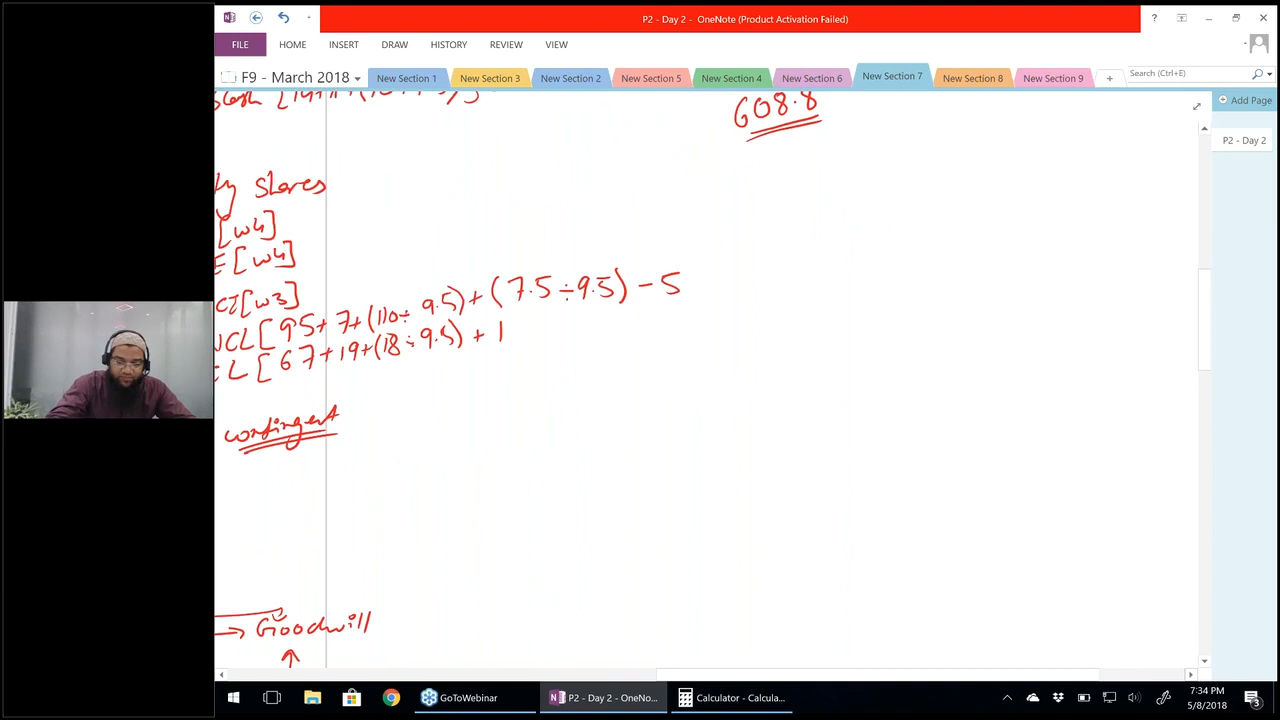 P2 - Day 2 - OneNote (Product Activation Failed)
FILE HOME INSERT DRAW HISTORY REVIEW VIEW
F9 - March 2018 New Section 1 New Section 3 New Section 2 New Section 5 New Section 4 New Section 6 New Section 7 New Section 8 New Section 9 Search (Ctrl+E)
Add Page
P2 - Day 2
608.8
shares
[W4]
E [W4]
[W3]
NCL [95+7+(110÷9.5)+(7.5÷9.5)-5
CL [67+19+(18÷9.5)+1
contingent
→ Goodwill
GoToWebinar P2 - Day 2 - OneNo... Calculator - Calcula...
7:34 PM
5/8/2018
3